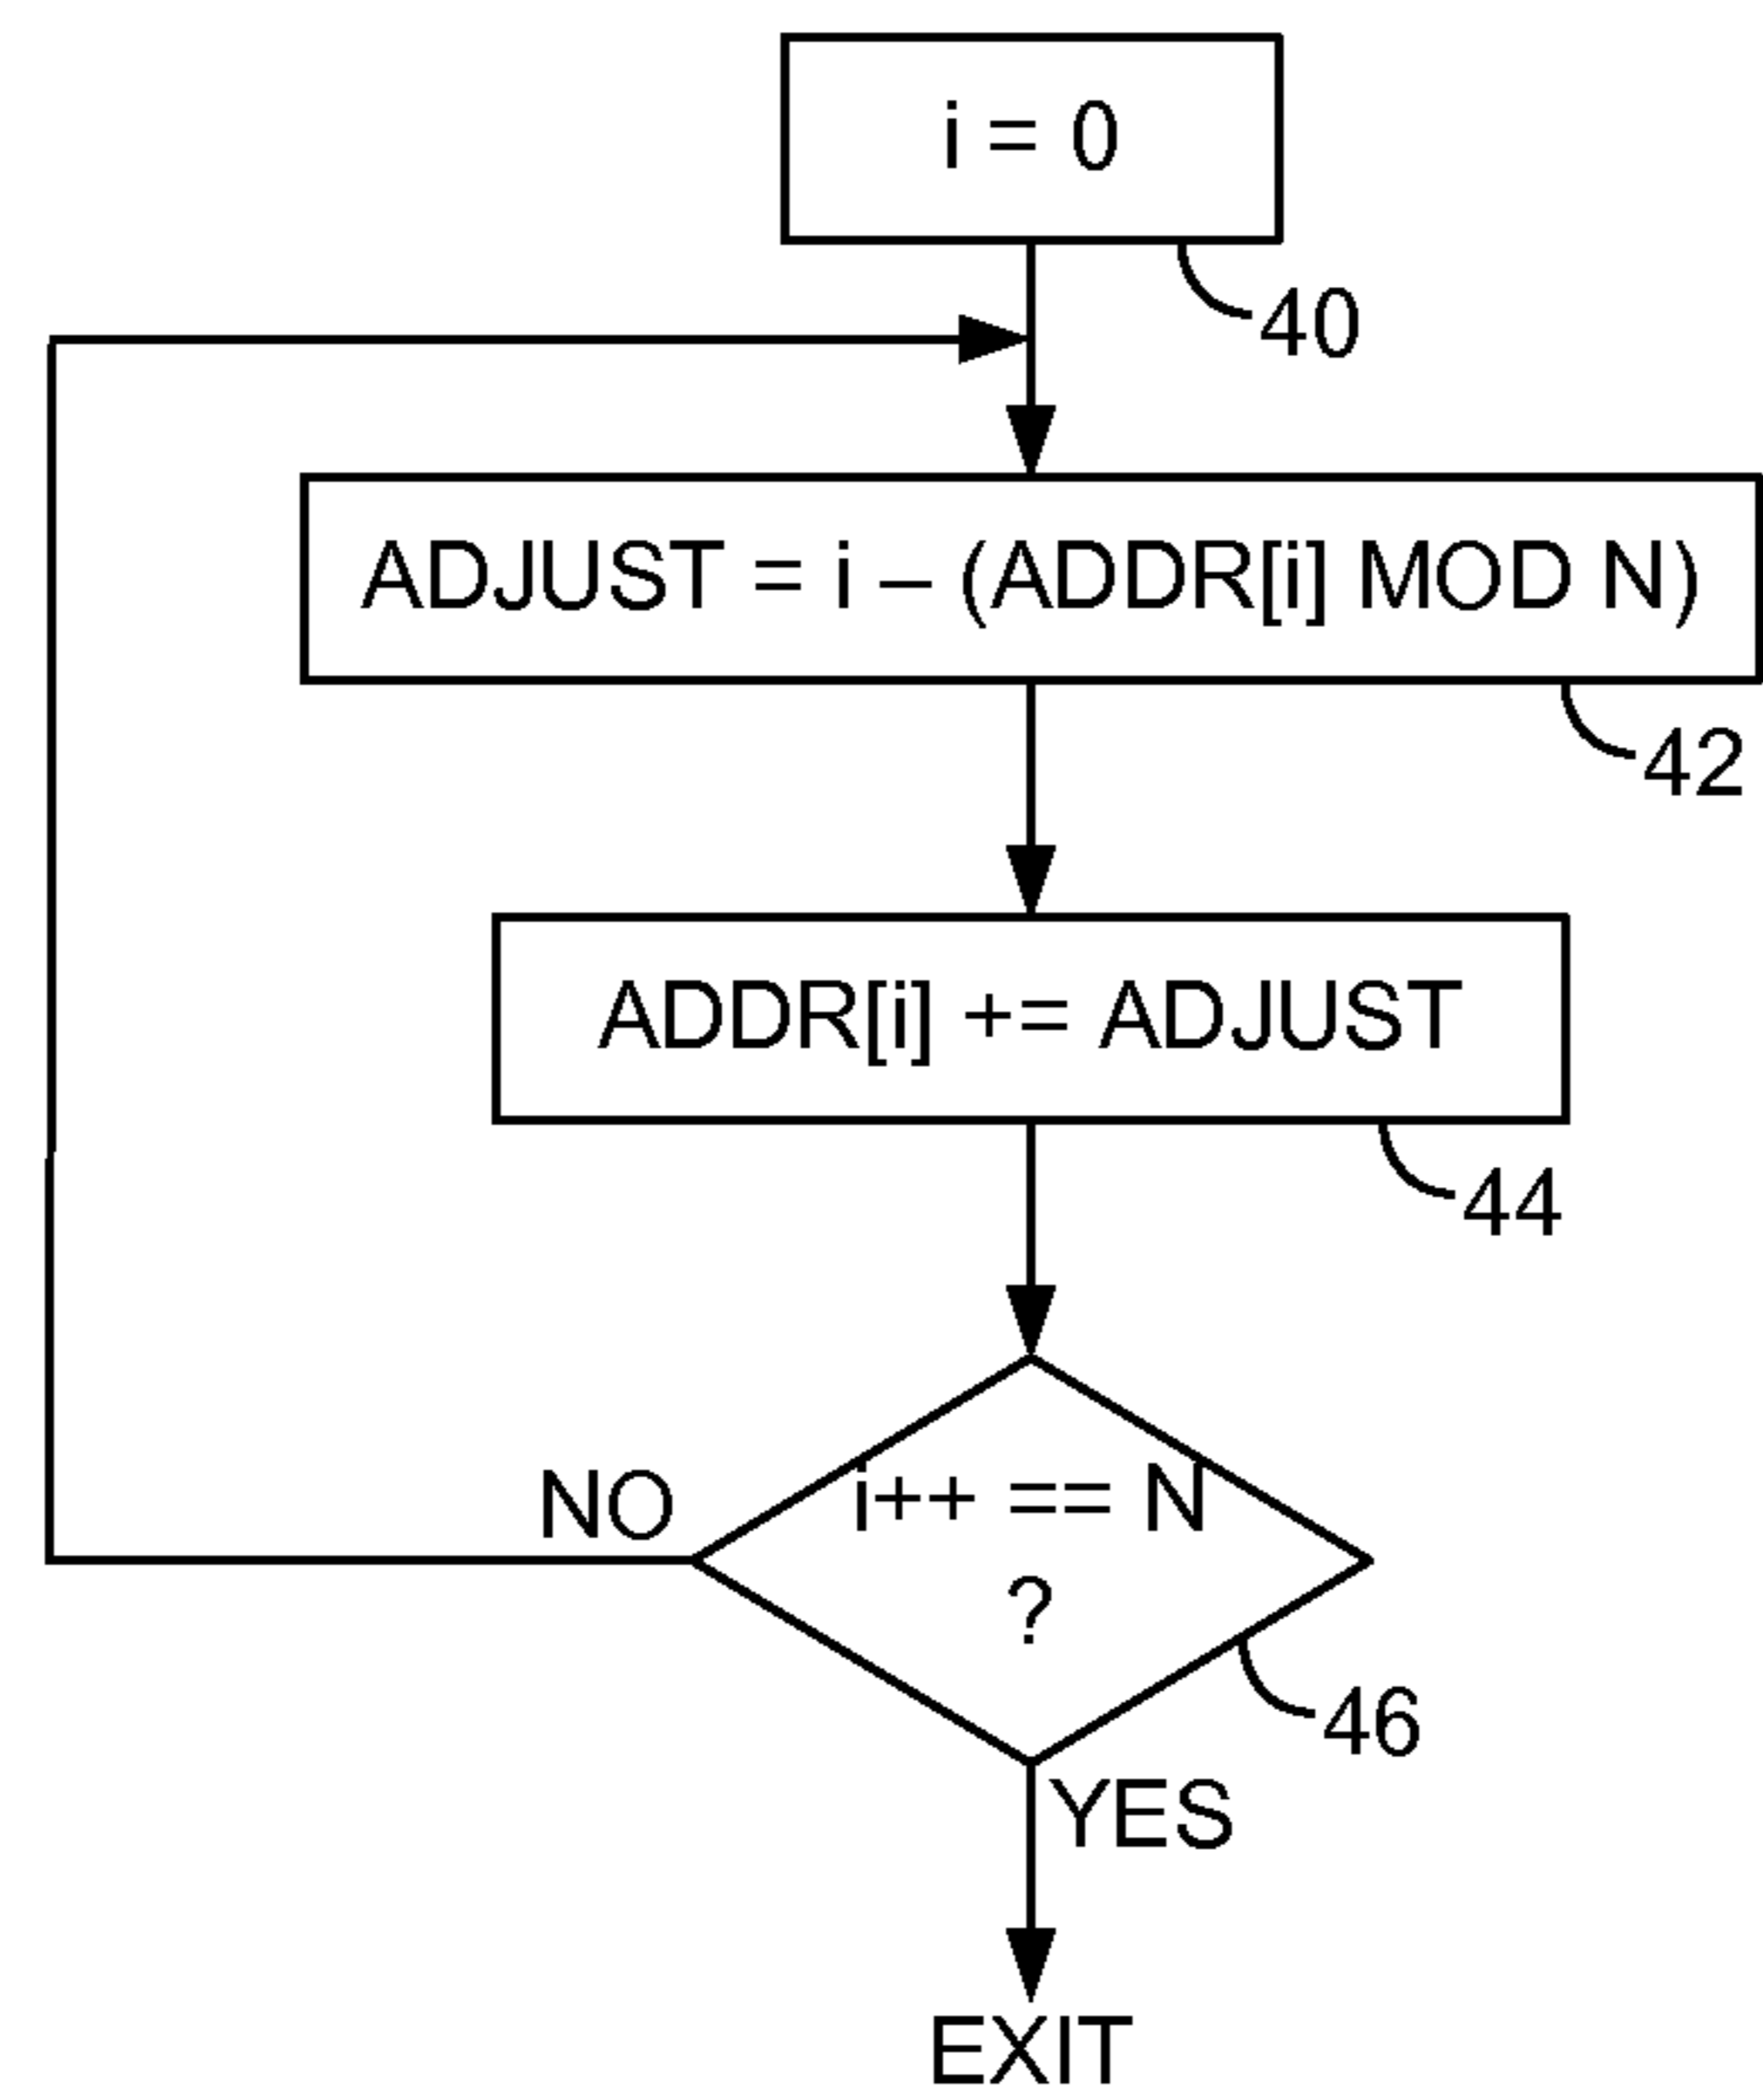 i = 0
40
ADJUST = i – (ADDR[i] MOD N)
42
ADDR[i] += ADJUST
44
NO
i++ == N
?
46
YES
EXIT